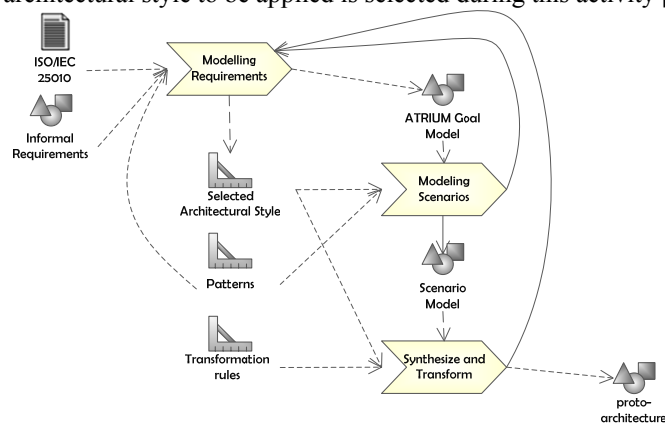 architectural style to be applied is selected during this activity
ISO/IEC
25010
Modelling
Requirements
Informal
Requirements
ATRIUM Goal
Model
Selected
Architectural Style
Modeling
Scenarios
Patterns
Scenario
Model
Transformation
rules
Synthesize and
Transform
proto-
architecture